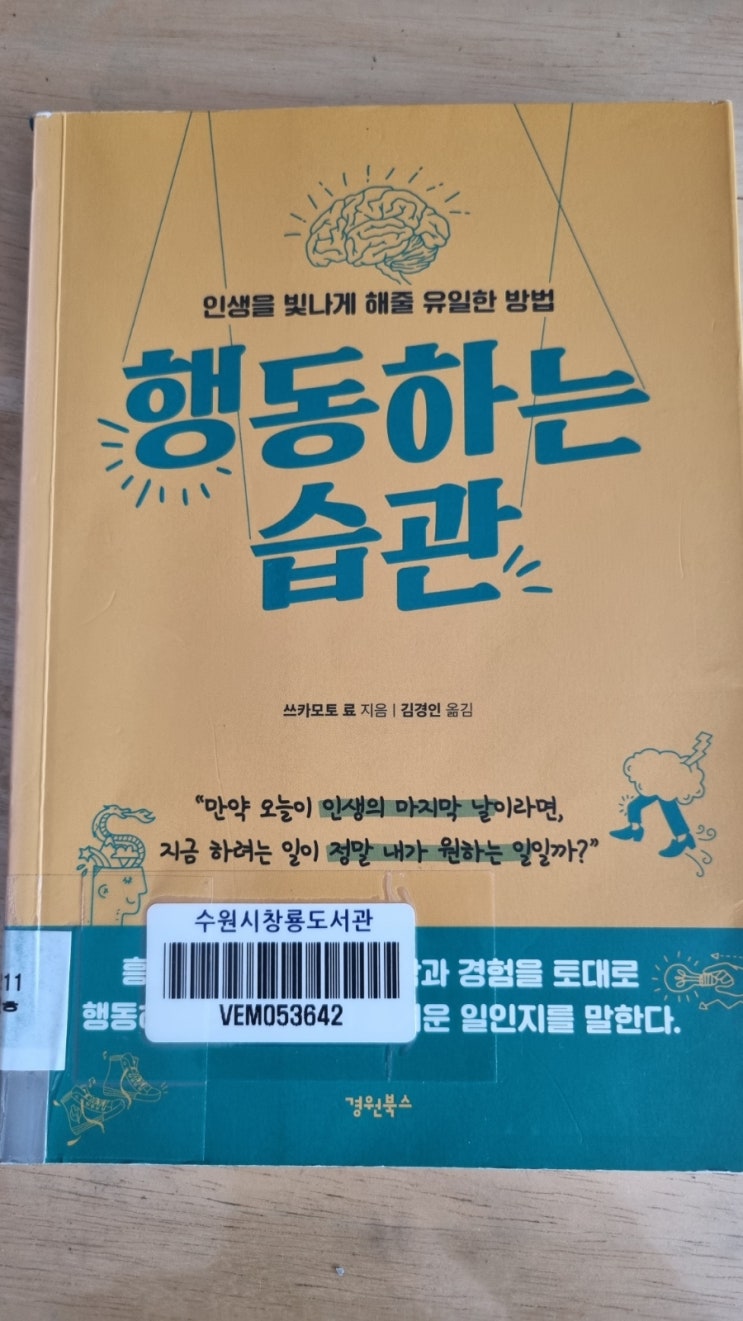 인생을 빛나게 해줄 유일한 방법
행동하는
습관
쓰카모토 료 지음 | 김경인 옮김
“만약 오늘이 인생의 마지막 날이라면,
지금 하려는 일이 정말 내가 원하는 일일까?”
수원시창룡도서관
VEM053642
경험을 토대로
일인지를 말한다.
11
경원북스